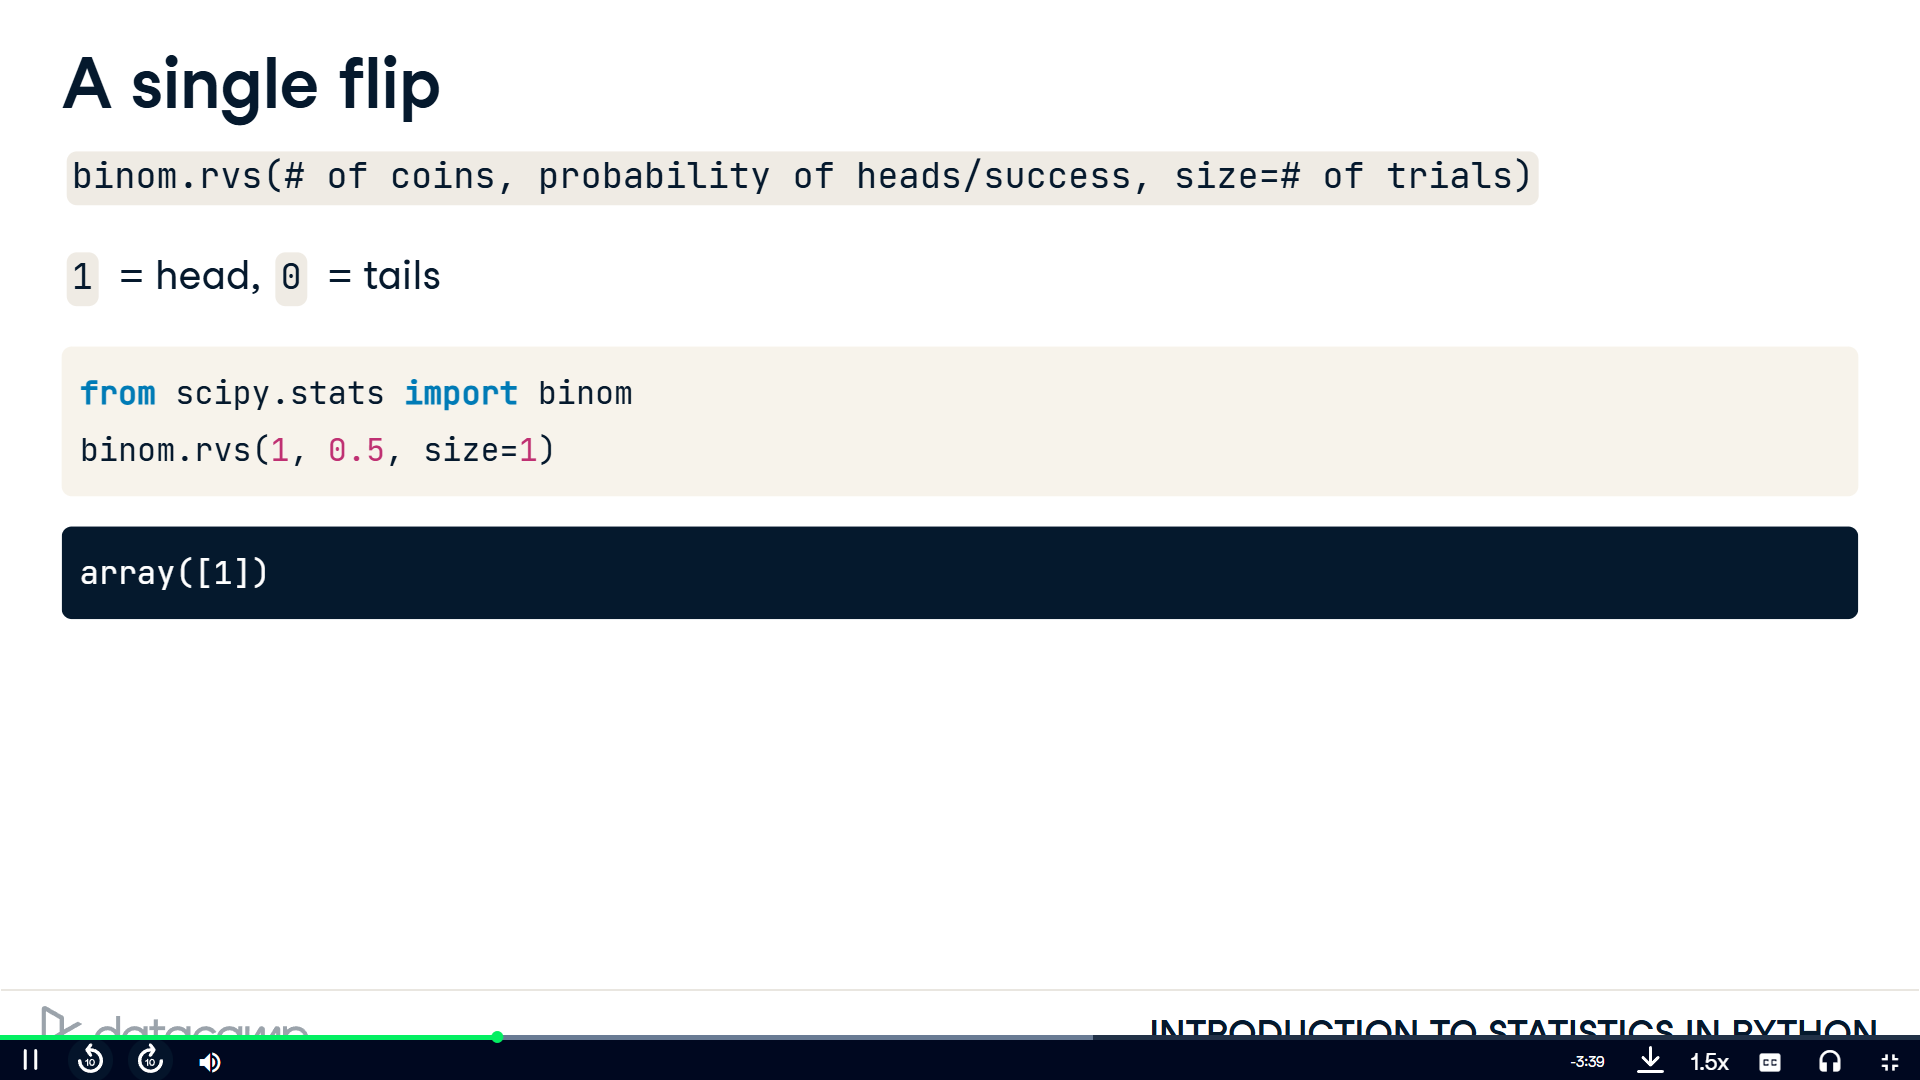 A single flip
binom.rvs(# of coins, probability of heads/success, size=# of trials)
1 = head, 0 = tails
from scipy.stats import binom
binom.rvs(1, 0.5, size=1)
array([1])
datacamp
INTRODUCTION TO STATISTICS IN PYTHON
10
10
-3:39
1.5x
CC